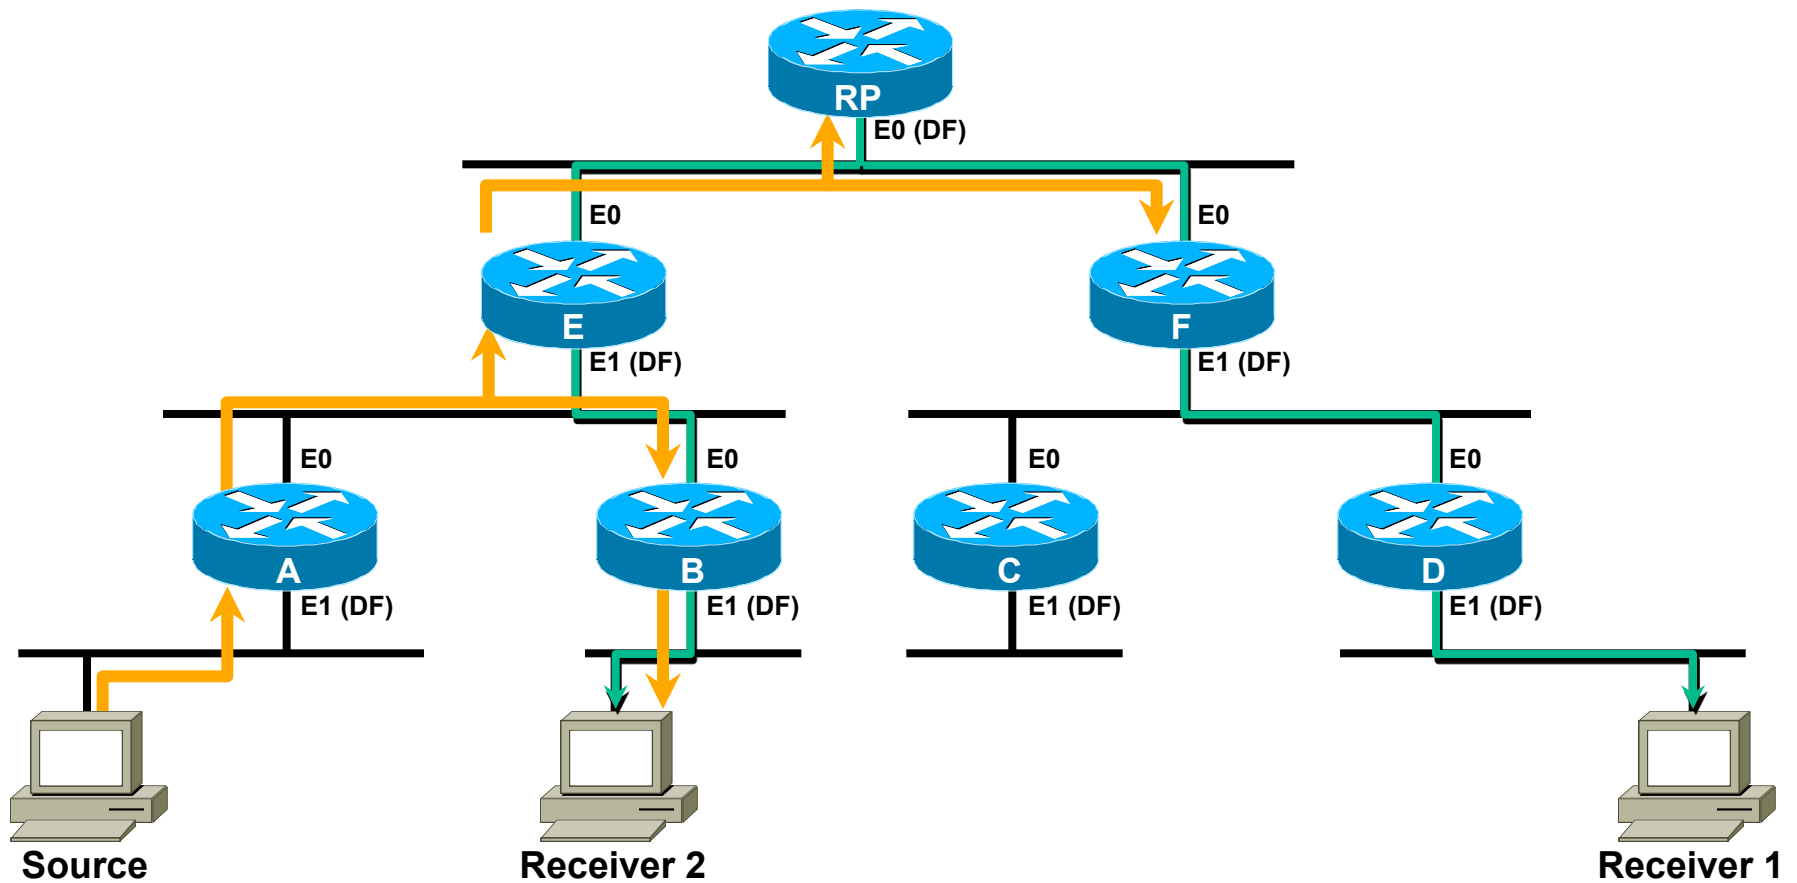 RP
E0 (DF)
E0
E0
E
F
E1 (DF)
E1 (DF)
E0
E0
E0
E0
A
B
C
D
E1 (DF)
E1 (DF)
E1 (DF)
E1 (DF)
Source
Receiver 2
Receiver 1